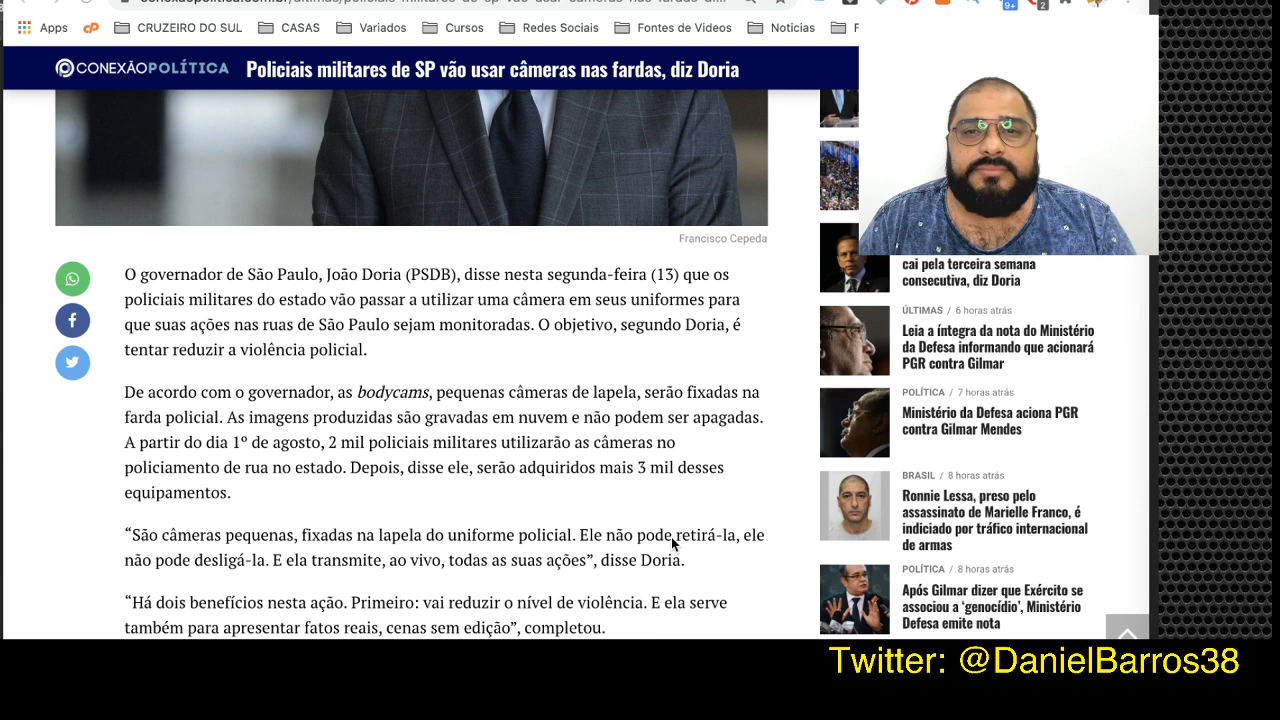 Apps
CRUZEIRO DO SUL
CASAS
Variados
Cursos
Redes Sociais
Fontes de Videos
Noticias
F
9+
2
CONEXÃOPOLÍTICA
Policiais militares de SP vão usar câmeras nas fardas, diz Doria
Francisco Cepeda
O governador de São Paulo, João Doria (PSDB), disse nesta segunda-feira (13) que os
policiais militares do estado vão passar a utilizar uma câmera em seus uniformes para
que suas ações nas ruas de São Paulo sejam monitoradas. O objetivo, segundo Doria, é
tentar reduzir a violência policial.
De acordo com o governador, as bodycams, pequenas câmeras de lapela, serão fixadas na
farda policial. As imagens produzidas são gravadas em nuvem e não podem ser apagadas.
A partir do dia 1º de agosto, 2 mil policiais militares utilizarão as câmeras no
policiamento de rua no estado. Depois, disse ele, serão adquiridos mais 3 mil desses
equipamentos.
“São câmeras pequenas, fixadas na lapela do uniforme policial. Ele não pode retirá-la, ele
não pode desligá-la. E ela transmite, ao vivo, todas as suas ações”, disse Doria.
“Há dois benefícios nesta ação. Primeiro: vai reduzir o nível de violência. E ela serve
também para apresentar fatos reais, cenas sem edição”, completou.
cai pela terceira semana
consecutiva, diz Doria
ÚLTIMAS / 6 horas atrás
Leia a íntegra da nota do Ministério
da Defesa informando que acionará
PGR contra Gilmar
POLÍTICA / 7 horas atrás
Ministério da Defesa aciona PGR
contra Gilmar Mendes
BRASIL / 8 horas atrás
Ronnie Lessa, preso pelo
assassinato de Marielle Franco, é
indiciado por tráfico internacional
de armas
POLÍTICA / 8 horas atrás
Após Gilmar dizer que Exército se
associou a ‘genocídio’, Ministério
Defesa emite nota
Twitter: @DanielBarros38